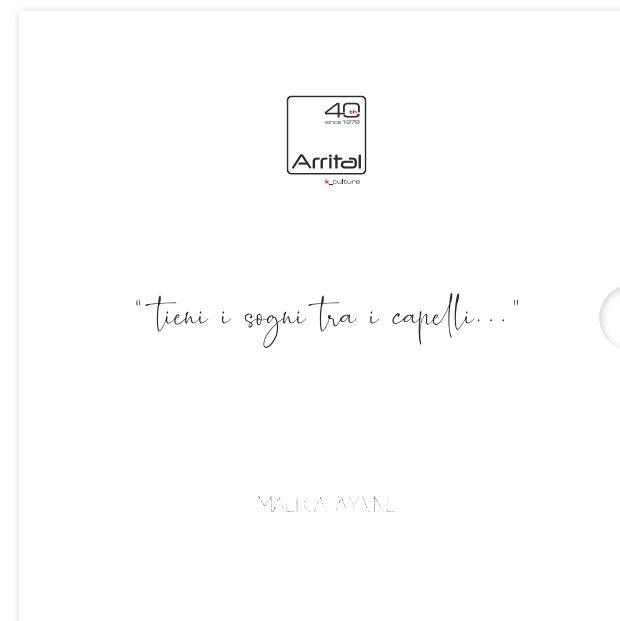 40th
since 1979
Arrital
k_culture
“tieni i sogni tra i capelli...”
MALIKA AYANE